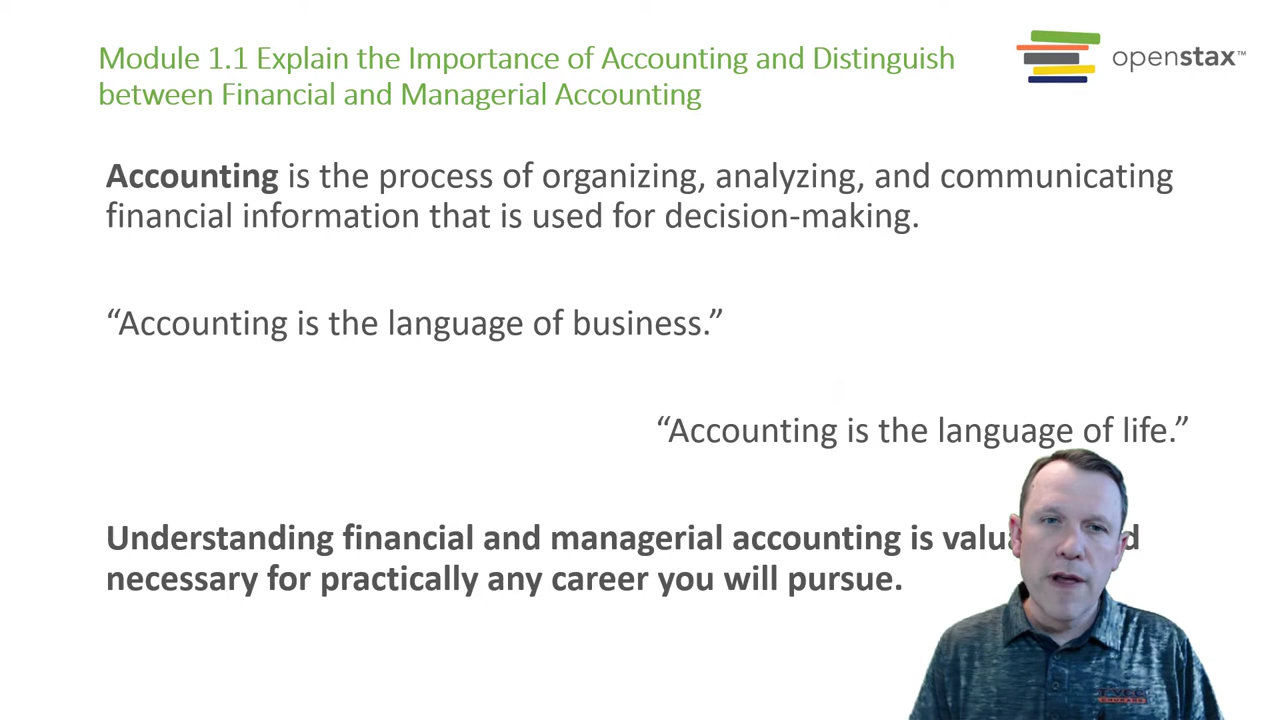 Module 1.1 Explain the Importance of Accounting and Distinguish
between Financial and Managerial Accounting
openstax™
Accounting is the process of organizing, analyzing, and communicating
financial information that is used for decision-making.
“Accounting is the language of business.”
“Accounting is the language of life.”
Understanding financial and managerial accounting is
necessary for practically any career you will pursue.